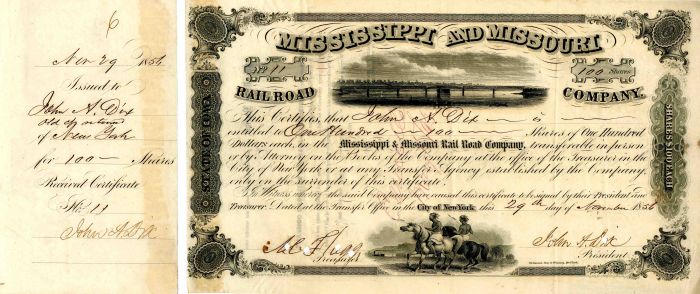 6
Nov 29 1856
Issued to
John A. Dix
of
New York
for 100 Shares
Received Certificate
No. 11
John A. Dix
MISSISSIPPI AND MISSOURI
No 11
100 Shares
RAIL ROAD
COMPANY.
STATE OF IOWA
SHARES $100 EACH
This Certifies, that John A. Dix is
entitled to One Hundred 100 Shares of One Hundred
Dollars each, in the Mississippi & Missouri Rail Road Company, transferable in person
or by Attorney on the Books of the Company at the office of the Treasurer in the
City of New York or at any Transfer Agency established by the Company,
only on the surrender of this certificate.
In Witness whereof the said Company have caused this certificate to be signed by their President and
Treasurer. Dated at the Transfer Office in the City of New York this 29th day of November 1856
Treasurer
John A. Dix
President